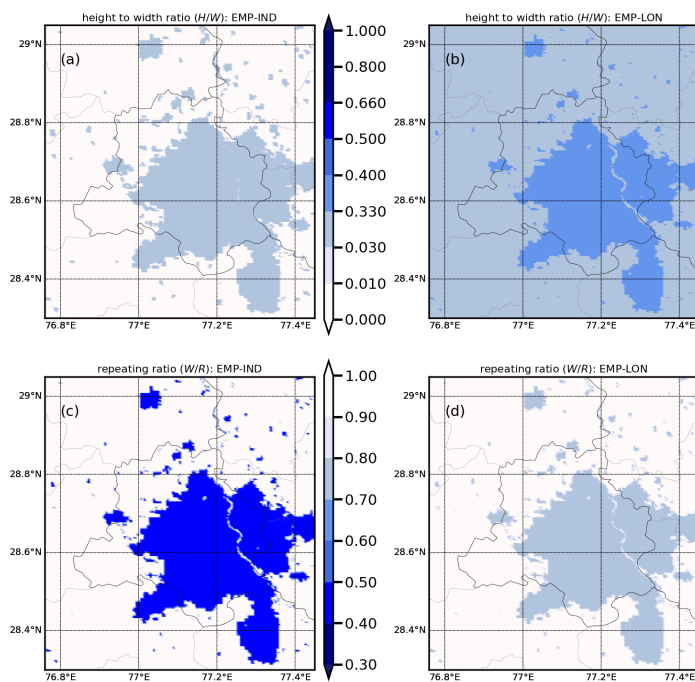 height to width ratio (H/W): EMP-IND
height to width ratio (H/W): EMP-LON
29°N
28.8°N
28.6°N
28.4°N
(a)
76.8°E 77°E 77.2°E 77.4°E
1.000
0.800
0.660
0.500
0.400
0.330
0.030
0.010
0.000
29°N
28.8°N
28.6°N
28.4°N
(b)
76.8°E 77°E 77.2°E 77.4°E
repeating ratio (W/R): EMP-IND
repeating ratio (W/R): EMP-LON
29°N
28.8°N
28.6°N
28.4°N
(c)
76.8°E 77°E 77.2°E 77.4°E
1.00
0.90
0.80
0.70
0.60
0.50
0.40
0.30
29°N
28.8°N
28.6°N
28.4°N
(d)
76.8°E 77°E 77.2°E 77.4°E